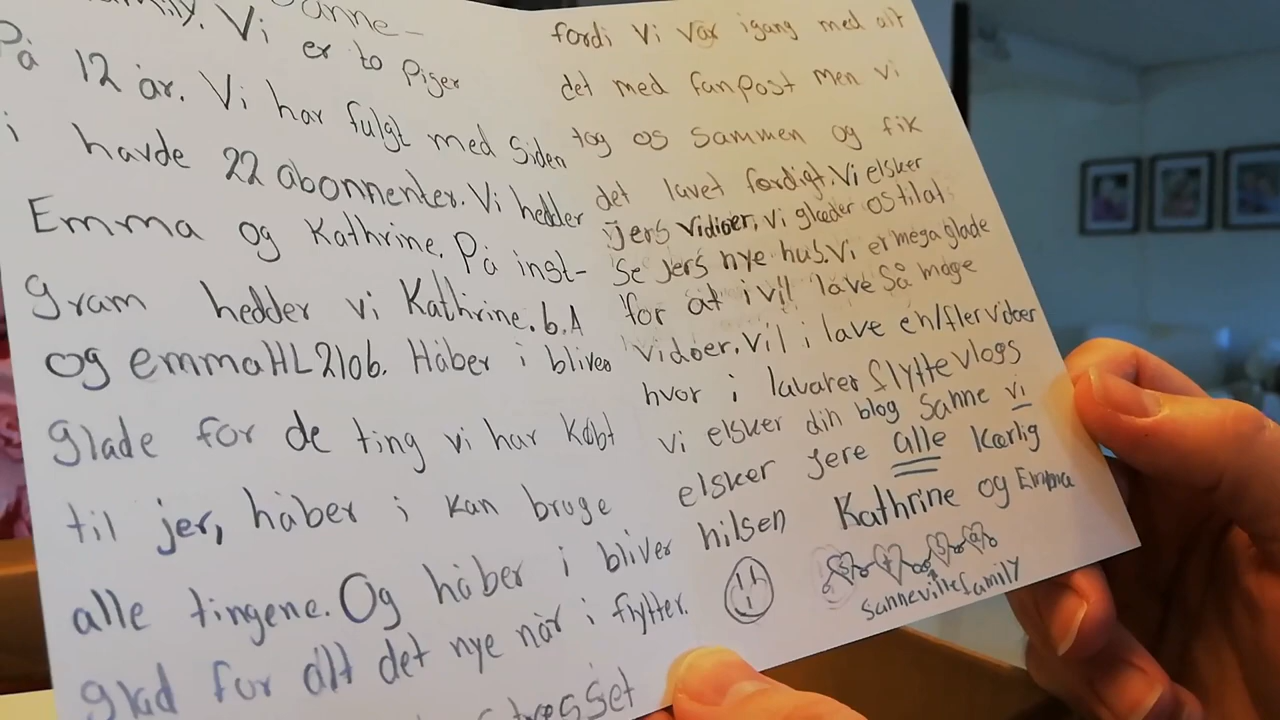 family. Vi
er to Piger
På 12 år. Vi har fulgt med Siden
i havde 22 abonnenter. Vi hedder
Emma og Kathrine. På inst-
gram hedder vi Kathrine.b.A
og emmaHL2106. Håber i bliver
glade for de ting vi har købt
til jer, håber i kan bruge
alle tingene. Og håber i bliver
glad for alt det nye når i flytter.
fordi vi var igang med alt
det med fanpost men vi
tog os sammen og fik
det lavet færdigt. Vi elsker
jers vidioer, vi glæder os til at
se jers nye hus. Vi er mega glade
for at i vil lave så mage
vidoer. Vil i lave en/fler vidoer
hvor i lavarer flytte vlogs
vi elsker din blog Sanne vi
elsker jere alle Kærlig
hilsen Kathrine og Emma
sannevillefamily